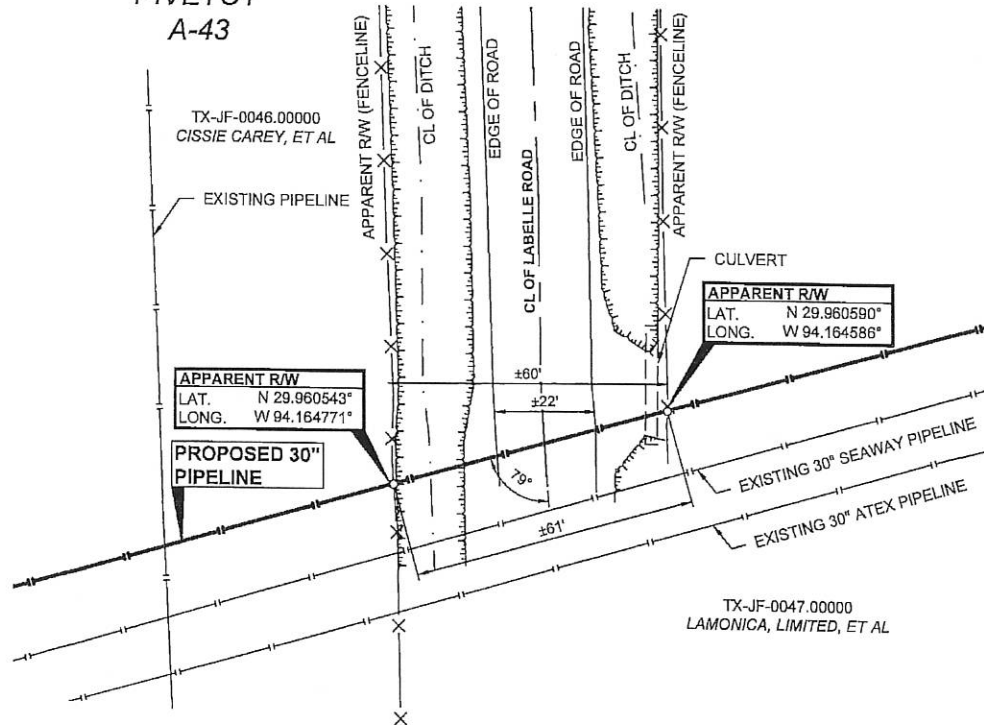 A-43
TX-JF-0046.00000
CISSIE CAREY, ET AL
EXISTING PIPELINE
APPARENT R/W (FENCELINE)
CL OF DITCH
EDGE OF ROAD
CL OF LABELLE ROAD
EDGE OF ROAD
CL OF DITCH
APPARENT R/W (FENCELINE)
CULVERT
APPARENT R/W
LAT. N 29.960590°
LONG. W 94.164586°
±60'
±22'
APPARENT R/W
LAT. N 29.960543°
LONG. W 94.164771°
PROPOSED 30"
PIPELINE
79°
±61'
EXISTING 30" SEAWAY PIPELINE
EXISTING 30" ATEX PIPELINE
TX-JF-0047.00000
LAMONICA, LIMITED, ET AL